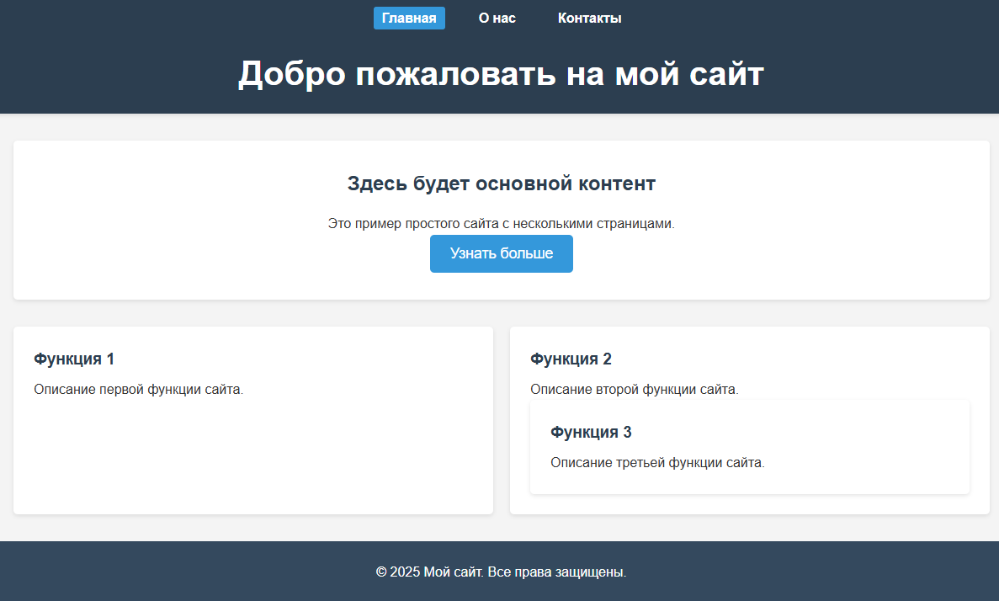 Главная
О нас
Контакты
Добро пожаловать на мой сайт
Здесь будет основной контент
Это пример простого сайта с несколькими страницами.
Узнать больше
Функция 1
Описание первой функции сайта.
Функция 2
Описание второй функции сайта.
Функция 3
Описание третьей функции сайта.
© 2025 Мой сайт. Все права защищены.